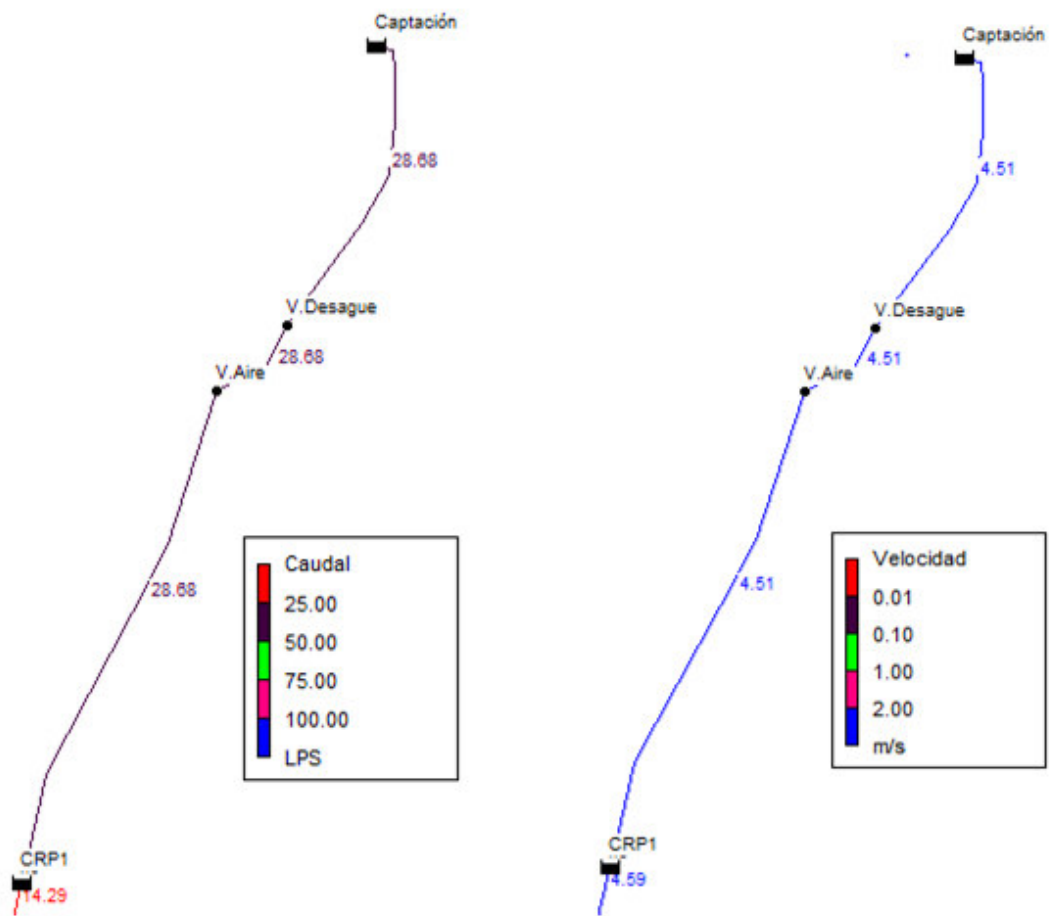 Captación
28.68
V.Desague
28.68
V.Aire
28.68
Caudal
25.00
50.00
75.00
100.00
LPS
CRP1
14.29
Captación
4.51
V.Desague
4.51
V.Aire
4.51
Velocidad
0.01
0.10
1.00
2.00
m/s
CRP1
4.59